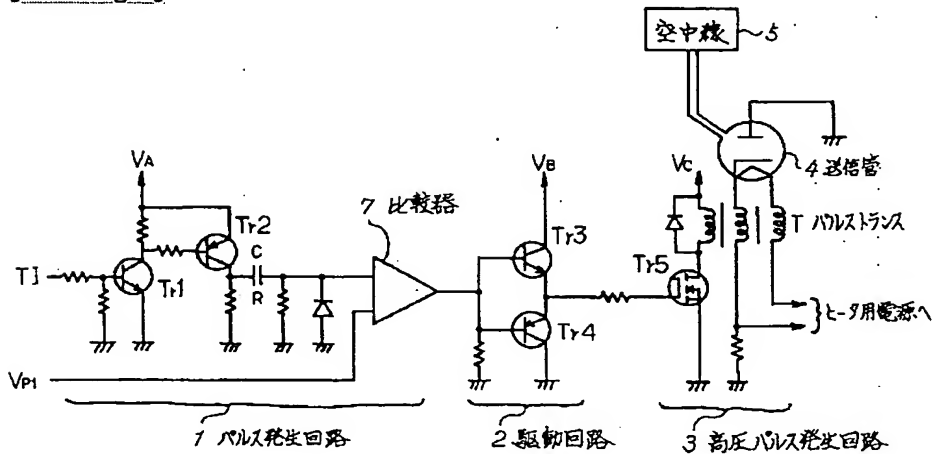 空中線 5
4 送信管
VA
VB
VC
7 比較器
Tr2
Tr3
T パルストランス
C
TI
Tr1
R
Tr5
Tr4
ヒータ用電源へ
VP1
1 パルス発生回路
2 駆動回路
3 高圧パルス発生回路